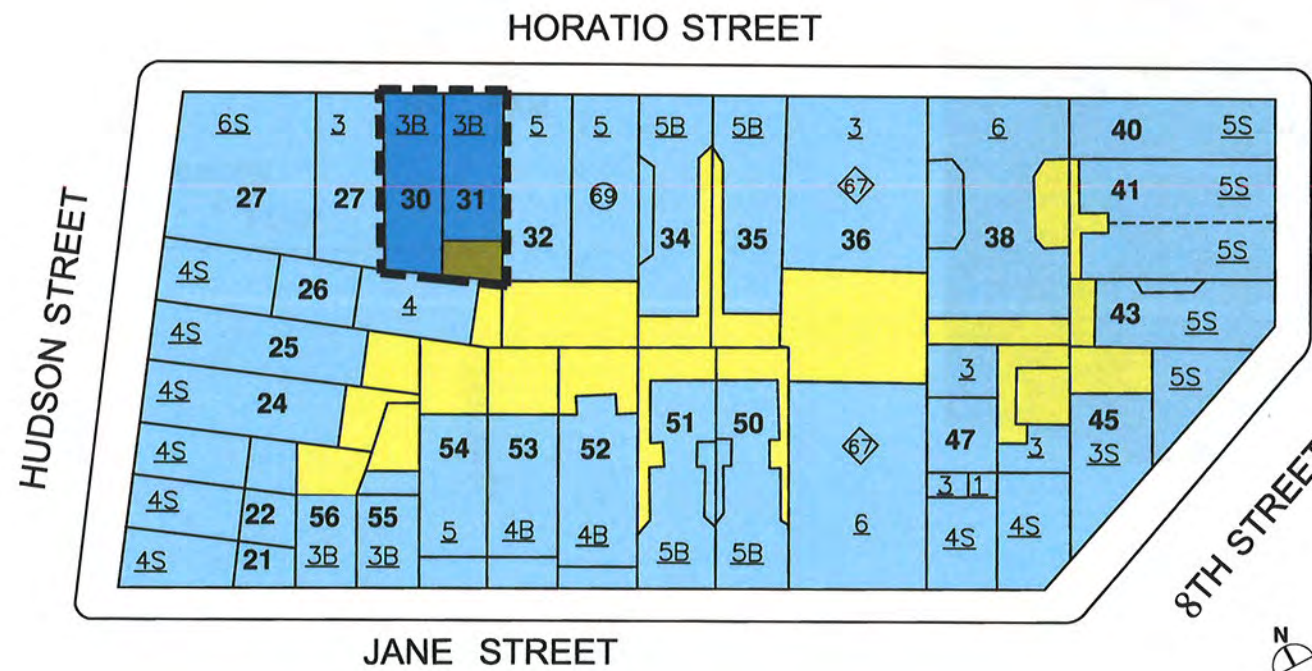 HORATIO STREET
6S 3 3B 3B 5 5 5B 5B 3 6 40 5S
27 27 30 31 32 69 34 35 67 36 38 41 5S
5S
4S 26 4 43 5S
HUDSON STREET
4S 25 3 5S
4S 24 54 53 52 51 50 67 47 3 45
3S
4S 3 1
4S 22 56 55 5 4B 4B 5B 5B 6 4S 4S
4S 21 3B 3B
8TH STREET
N
JANE STREET